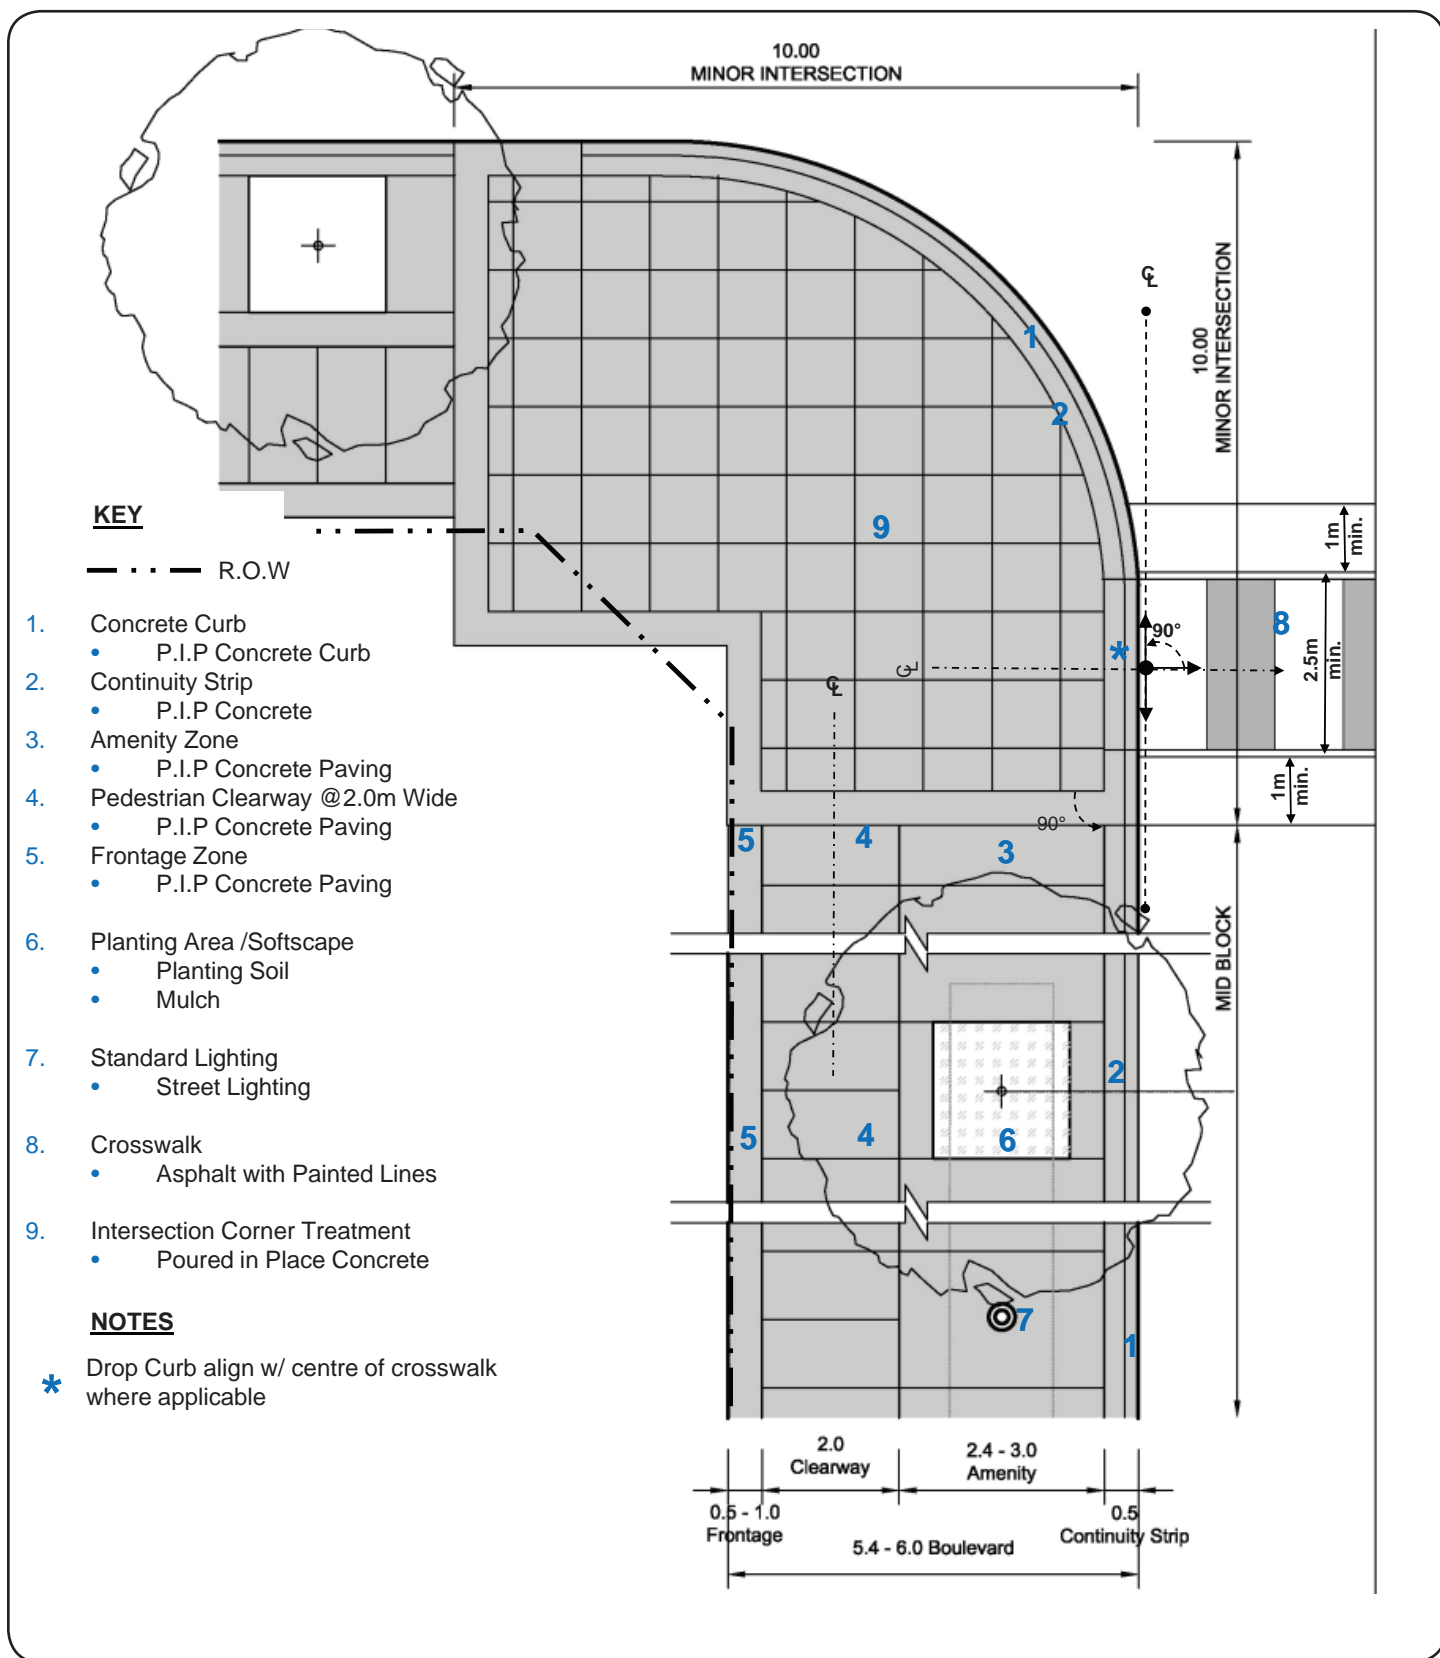 10.00
MINOR INTERSECTION
℄
10.00
MINOR INTERSECTION
1
2
9
1m
min.
8
90°
*
2.5m
min.
℄
℄
1m
min.
90°
5
4
3
MID BLOCK
2
5
4
6
7
1
KEY
R.O.W
1. Concrete Curb
• P.I.P Concrete Curb
2. Continuity Strip
• P.I.P Concrete
3. Amenity Zone
• P.I.P Concrete Paving
4. Pedestrian Clearway @2.0m Wide
• P.I.P Concrete Paving
5. Frontage Zone
• P.I.P Concrete Paving
6. Planting Area /Softscape
• Planting Soil
• Mulch
7. Standard Lighting
• Street Lighting
8. Crosswalk
• Asphalt with Painted Lines
9. Intersection Corner Treatment
• Poured in Place Concrete
NOTES
* Drop Curb align w/ centre of crosswalk
where applicable
2.0
Clearway
2.4 - 3.0
Amenity
0.5 - 1.0
Frontage
0.5
Continuity Strip
5.4 - 6.0 Boulevard